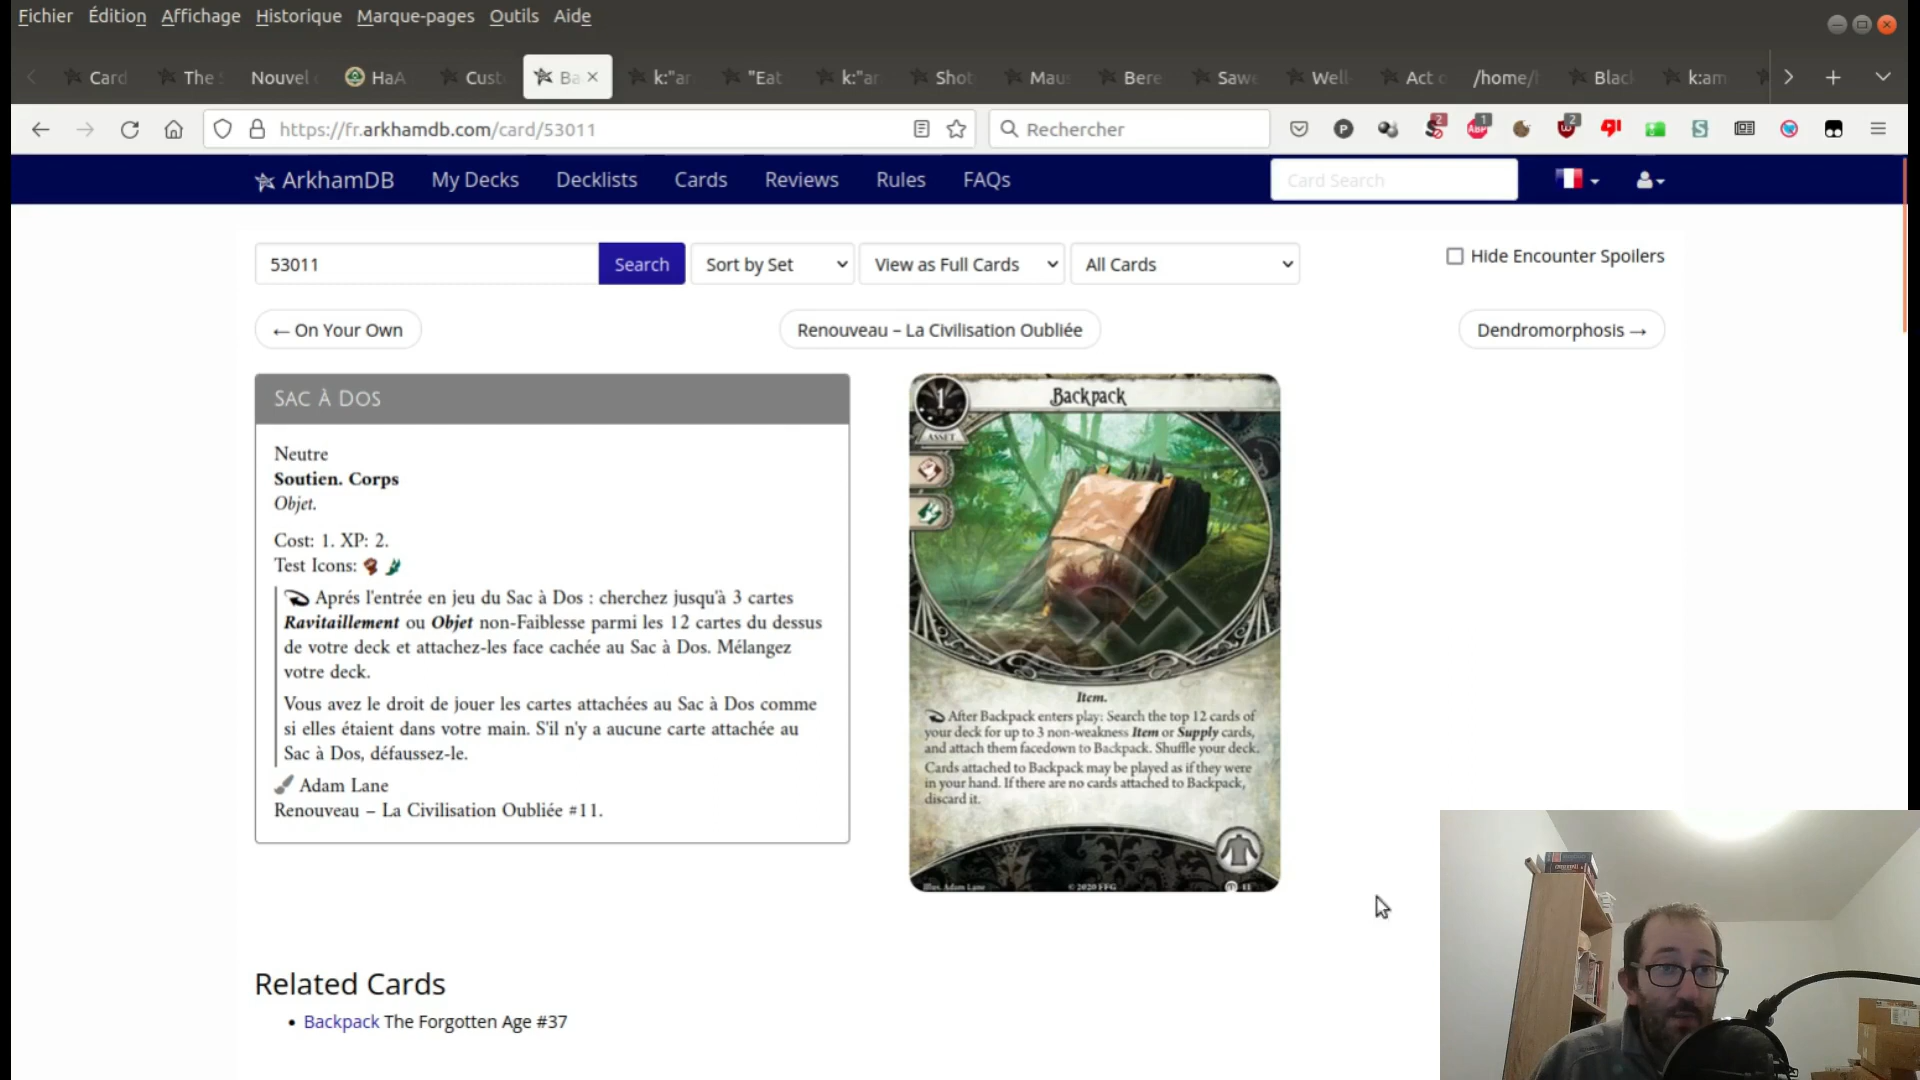 Fichier Édition Affichage Historique Marque-pages Outils Aide
Card The Nouvel HaA Cust Ba k:"ar "Eat k:"ar Shot Maus Bere Sawe Well- Act o /home/ Black k:am
https://fr.arkhamdb.com/card/53011
Rechercher
ArkhamDB My Decks Decklists Cards Reviews Rules FAQs Card Search
53011 Search Sort by Set View as Full Cards All Cards Hide Encounter Spoilers
← On Your Own Renouveau – La Civilisation Oubliée Dendromorphosis →
Sac à Dos
Neutre
Soutien. Corps
Objet.
Cost: 1. XP: 2.
Test Icons:
Aprés l'entrée en jeu du Sac à Dos : cherchez jusqu'à 3 cartes
Ravitaillement ou Objet non-Faiblesse parmi les 12 cartes du dessus
de votre deck et attachez-les face cachée au Sac à Dos. Mélangez
votre deck.
Vous avez le droit de jouer les cartes attachées au Sac à Dos comme
si elles étaient dans votre main. S'il n'y a aucune carte attachée au
Sac à Dos, défaussez-le.
Adam Lane
Renouveau – La Civilisation Oubliée #11.
1
Backpack
ASSET
Item.
After Backpack enters play: Search the top 12 cards of
your deck for up to 3 non-weakness Item or Supply cards,
and attach them facedown to Backpack. Shuffle your deck.
Cards attached to Backpack may be played as if they were
in your hand. If there are no cards attached to Backpack,
discard it.
Illus. Adam Lane © 2020 FFG 11
Related Cards
• Backpack The Forgotten Age #37